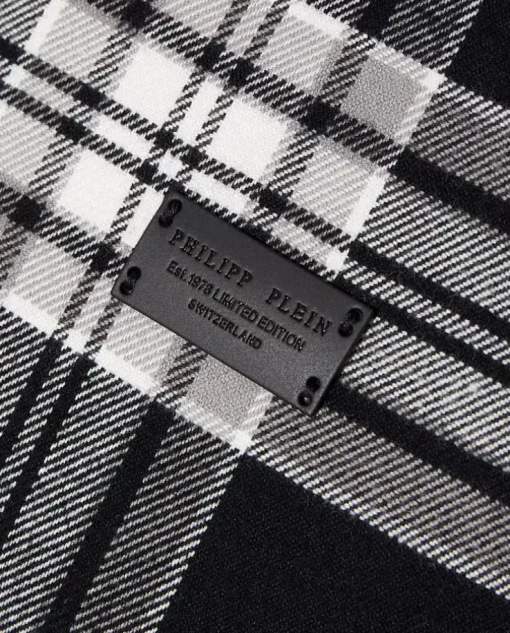 PHILIPP PLEIN
Est. 1978 LIMITED EDITION
SWITZERLAND